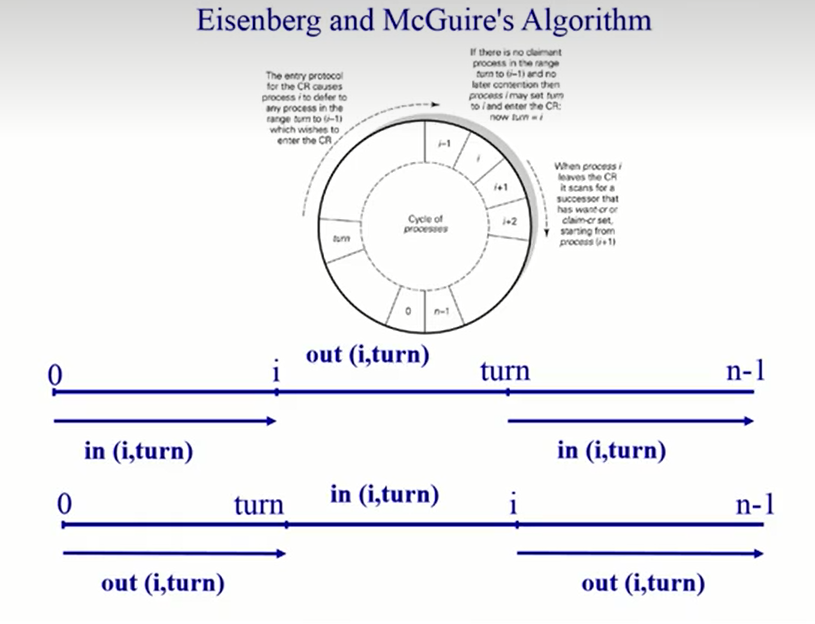 Eisenberg and McGuire's Algorithm
If there is no claimant
process in the range
turn to (i–1) and no
later contention then
process i may set turn
to i and enter the CR:
now turn = i
The entry protocol
for the CR causes
process i to defer to
any process in the
range turn to (i–1)
which wishes to
enter the CR
When process i
leaves the CR
it scans for a
successor that
has want-cr or
claim-cr set,
starting from
process (i+1)
i–1
i
i+1
i+2
Cycle of
processes
turn
0
n–1
out (i,turn)
0
i
turn
n-1
in (i,turn)
in (i,turn)
in (i,turn)
0
turn
i
n-1
out (i,turn)
out (i,turn)